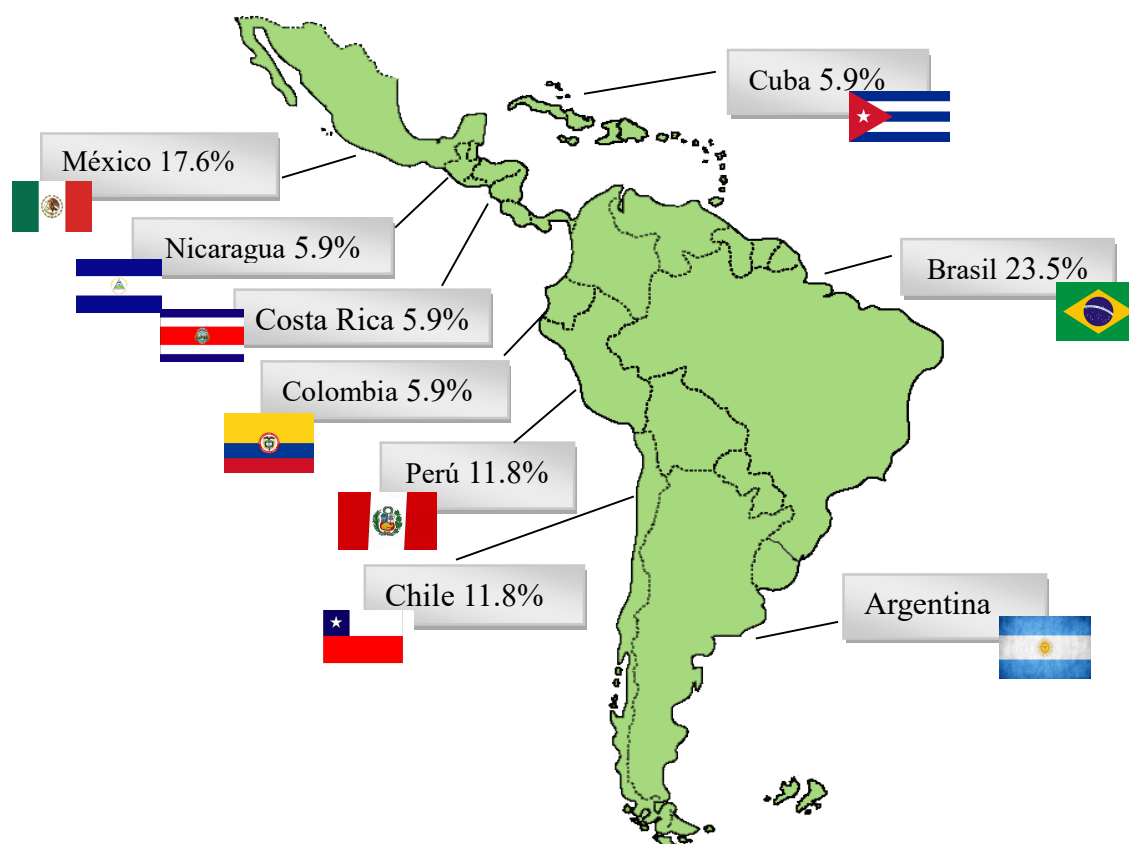 Cuba 5.9%
México 17.6%
Nicaragua 5.9%
Brasil 23.5%
Costa Rica 5.9%
Colombia 5.9%
Perú 11.8%
Chile 11.8%
Argentina